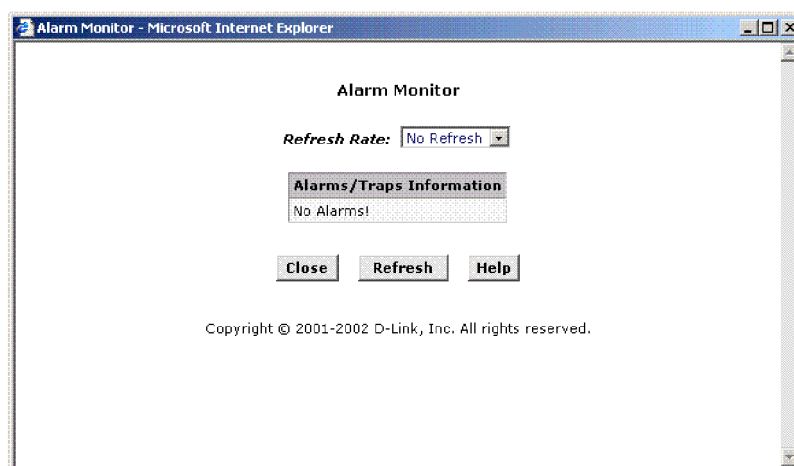 Alarm Monitor - Microsoft Internet Explorer
Alarm Monitor
Refresh Rate: No Refresh
Alarms/Traps Information
No Alarms!
Close Refresh Help
Copyright © 2001-2002 D-Link, Inc. All rights reserved.